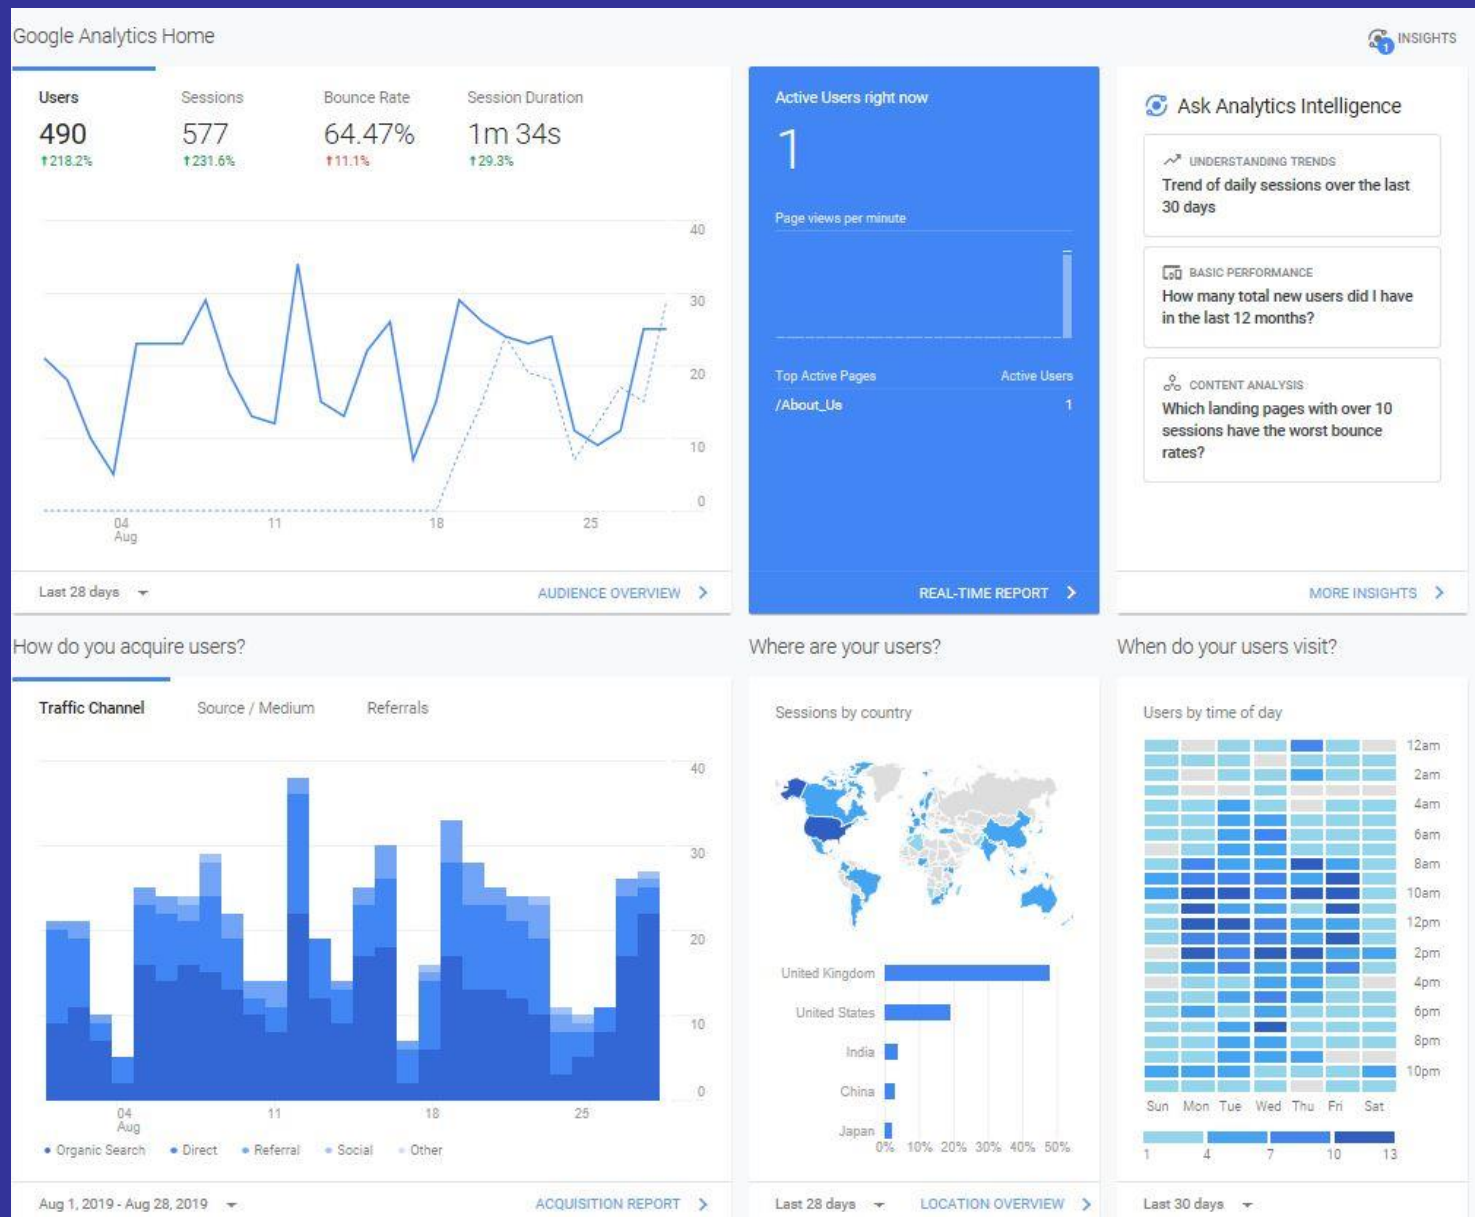 Google Analytics Home
INSIGHTS
1
Users
Sessions
Bounce Rate
Session Duration
490
577
64.47%
1m 34s
↑218.2%
↑231.6%
↑11.1%
↑29.3%
40
30
20
10
0
04
Aug
11
18
25
Last 28 days
AUDIENCE OVERVIEW
Active Users right now
1
Page views per minute
Top Active Pages
Active Users
/About_Us
1
REAL-TIME REPORT
Ask Analytics Intelligence
UNDERSTANDING TRENDS
Trend of daily sessions over the last
30 days
BASIC PERFORMANCE
How many total new users did I have
in the last 12 months?
CONTENT ANALYSIS
Which landing pages with over 10
sessions have the worst bounce
rates?
MORE INSIGHTS
How do you acquire users?
Traffic Channel
Source / Medium
Referrals
40
30
20
10
0
04
Aug
11
18
25
Organic Search
Direct
Referral
Social
Other
Aug 1, 2019 - Aug 28, 2019
ACQUISITION REPORT
Where are your users?
Sessions by country
United Kingdom
United States
India
China
Japan
0% 10% 20% 30% 40% 50%
Last 28 days
LOCATION OVERVIEW
When do your users visit?
Users by time of day
12am
2am
4am
6am
8am
10am
12pm
2pm
4pm
6pm
8pm
10pm
Sun Mon Tue Wed Thu Fri Sat
1 4 7 10 13
Last 30 days